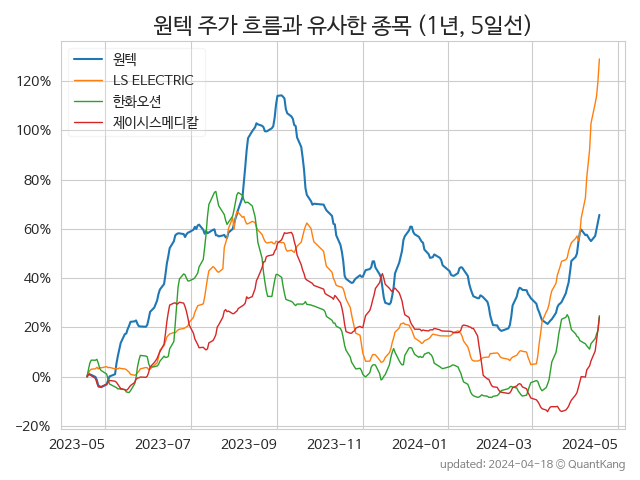 원텍 주가 흐름과 유사한 종목 (1년, 5일선)
원텍
LS ELECTRIC
한화오션
제이시스메디칼
120%
100%
80%
60%
40%
20%
0%
−20%
2023−05 2023−07 2023−09 2023−11 2024−01 2024−03 2024−05
updated: 2024−04−18 © QuantKang